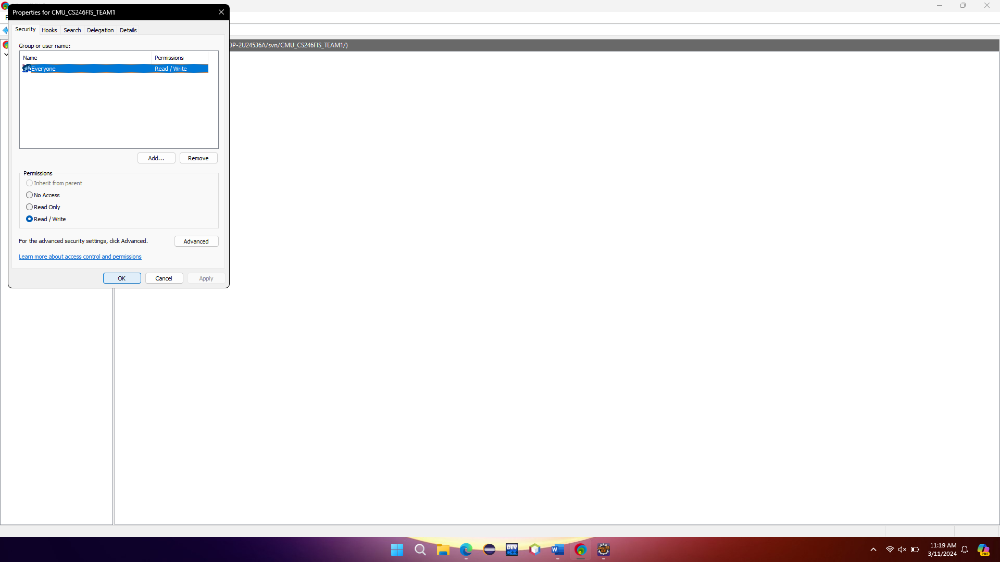 Properties for CMU_CS246FIS_TEAM1
Security Hooks Search Delegation Details
Group or user name:
Name Permissions
Everyone Read / Write
Add... Remove
Permissions
Inherit from parent
No Access
Read Only
Read / Write
For the advanced security settings, click Advanced. Advanced
Learn more about access control and permissions
OK Cancel Apply
OP-2U24536A/svn/CMU_CS246FIS_TEAM1/)
DEV
W
PRE
11:19 AM
3/11/2024